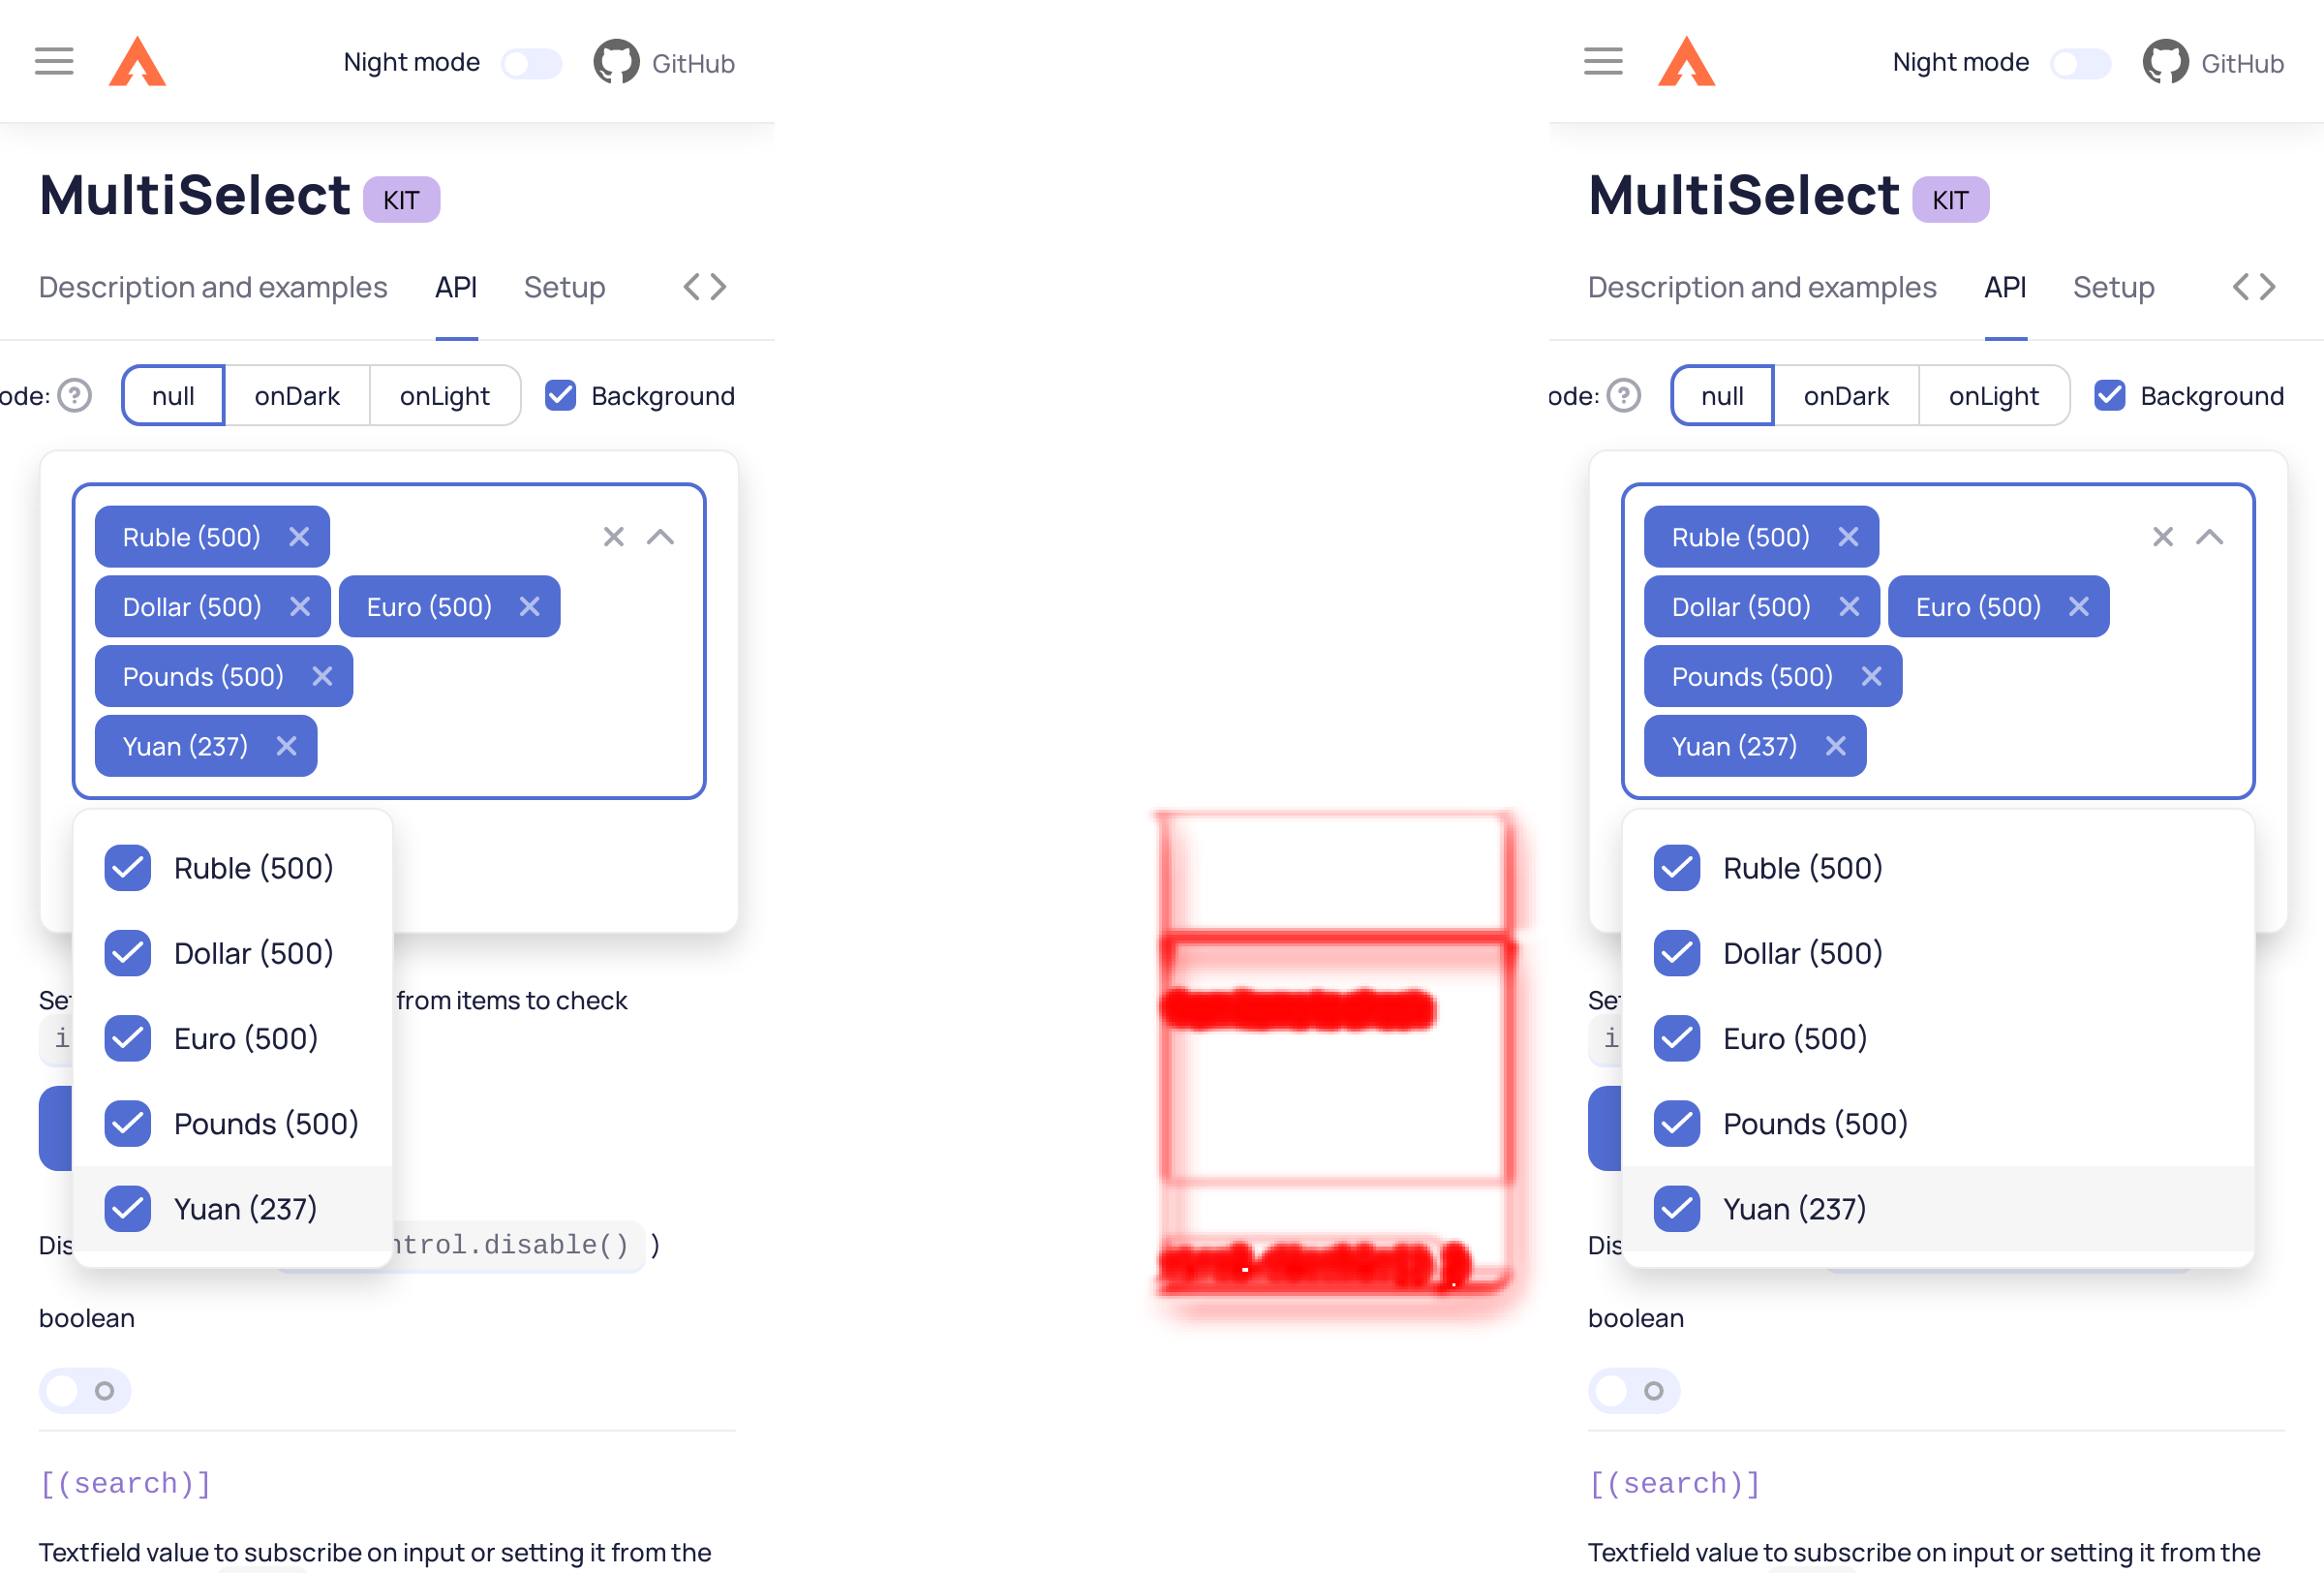 Night mode GitHub
MultiSelect KIT
Description and examples API Setup
ode: ? null onDark onLight Background
Ruble (500)
Dollar (500) Euro (500)
Pounds (500)
Yuan (237)
Ruble (500)
Dollar (500)
from items to check
Euro (500)
Pounds (500)
Yuan (237)
ntrol.disable() )
boolean
[(search)]
Textfield value to subscribe on input or setting it from the
Night mode GitHub
MultiSelect KIT
Description and examples API Setup
ode: ? null onDark onLight Background
Ruble (500)
Dollar (500) Euro (500)
Pounds (500)
Yuan (237)
Ruble (500)
Dollar (500)
Euro (500)
Pounds (500)
Yuan (237)
boolean
[(search)]
Textfield value to subscribe on input or setting it from the